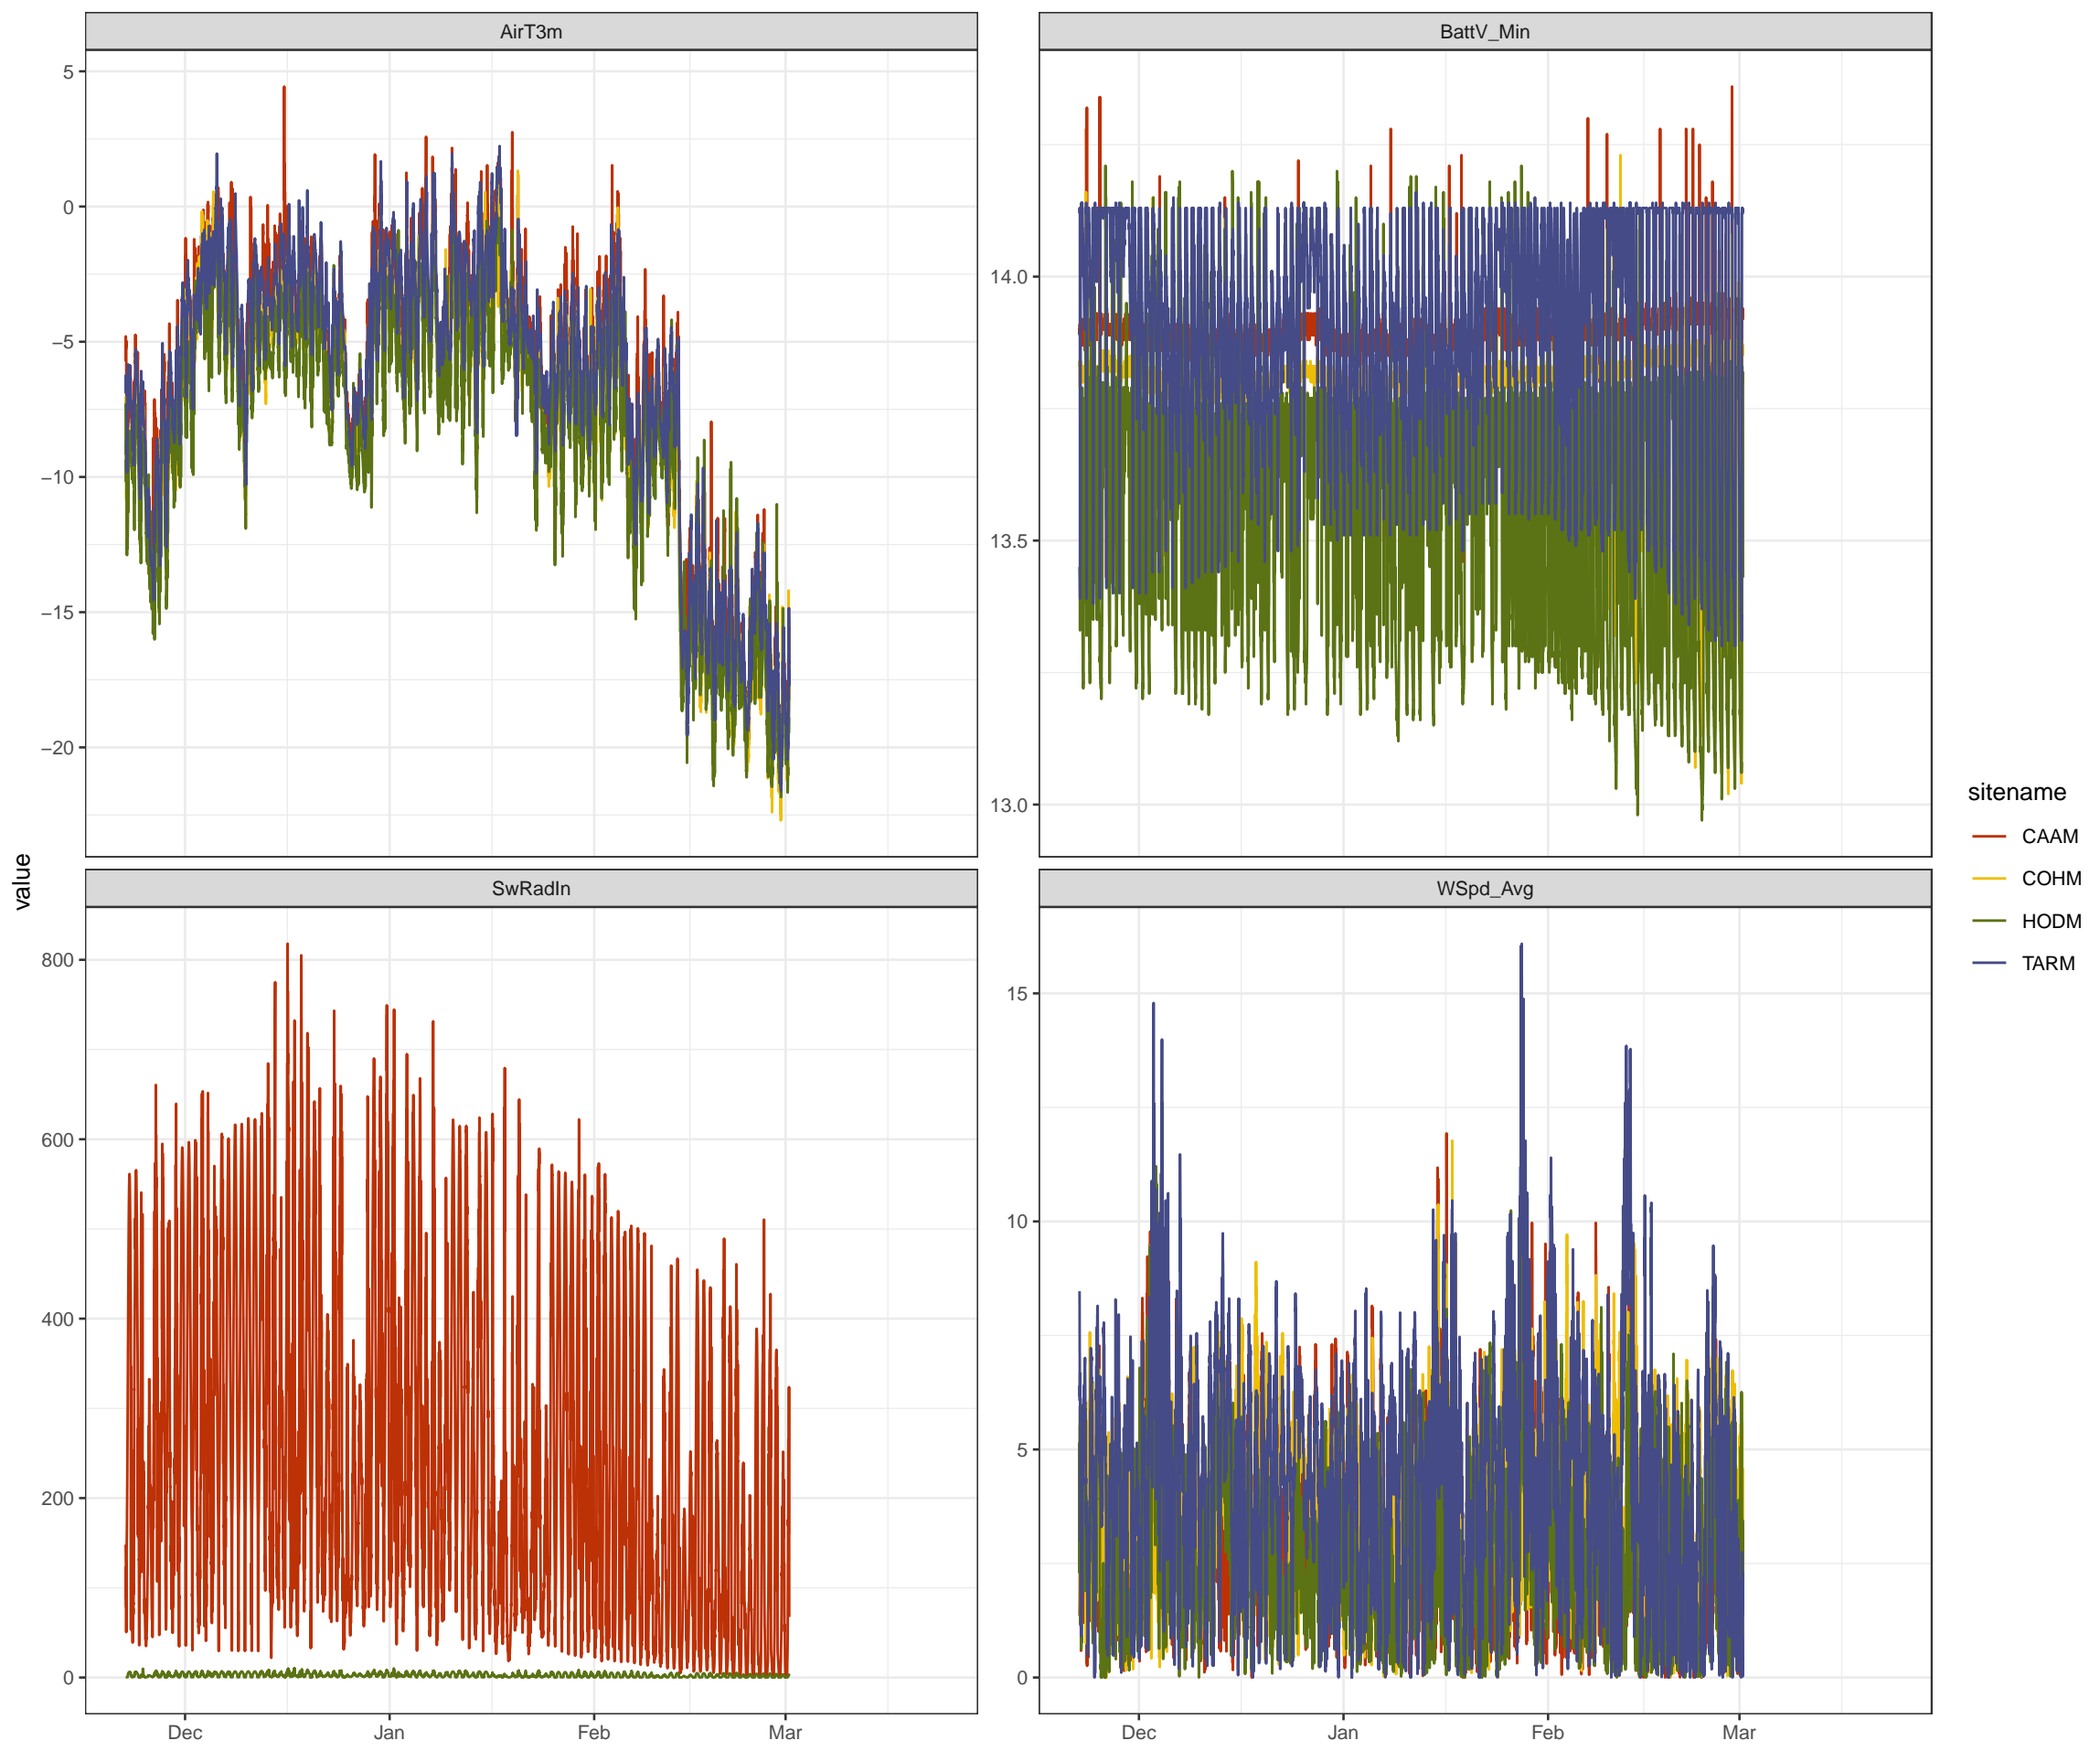 AirT3m
BattV_Min
5
0
−5
−10
−15
−20
14.0
13.5
13.0
SwRadIn
WSpd_Avg
800
600
400
200
0
15
10
5
0
Dec Jan Feb Mar
Dec Jan Feb Mar
value
sitename
CAAM
COHM
HODM
TARM